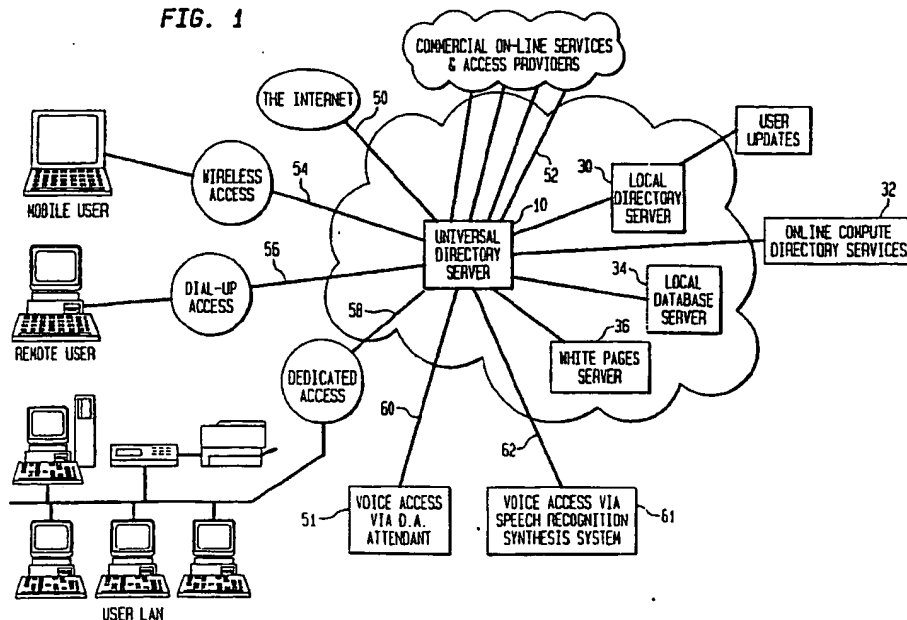 FIG. 1
COMMERCIAL ON-LINE SERVICES
& ACCESS PROVIDERS
THE INTERNET
50
USER
UPDATES
52
30
LOCAL
DIRECTORY
SERVER
MOBILE USER
WIRELESS
ACCESS
54
10
32
UNIVERSAL
DIRECTORY
SERVER
ONLINE COMPUTE
DIRECTORY SERVICES
56
34
DIAL-UP
ACCESS
LOCAL
DATABASE
SERVER
REMOTE USER
58
36
WHITE PAGES
SERVER
DEDICATED
ACCESS
60
62
51
VOICE ACCESS
VIA D.A.
ATTENDANT
VOICE ACCESS VIA
SPEECH RECOGNITION
SYNTHESIS SYSTEM
61
USER LAN